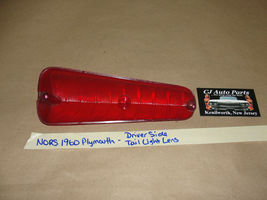 CJ Auto Parts
Kenilworth, New Jersey
NORS 1960 Plymouth - Driver Side
Tail Light Lens